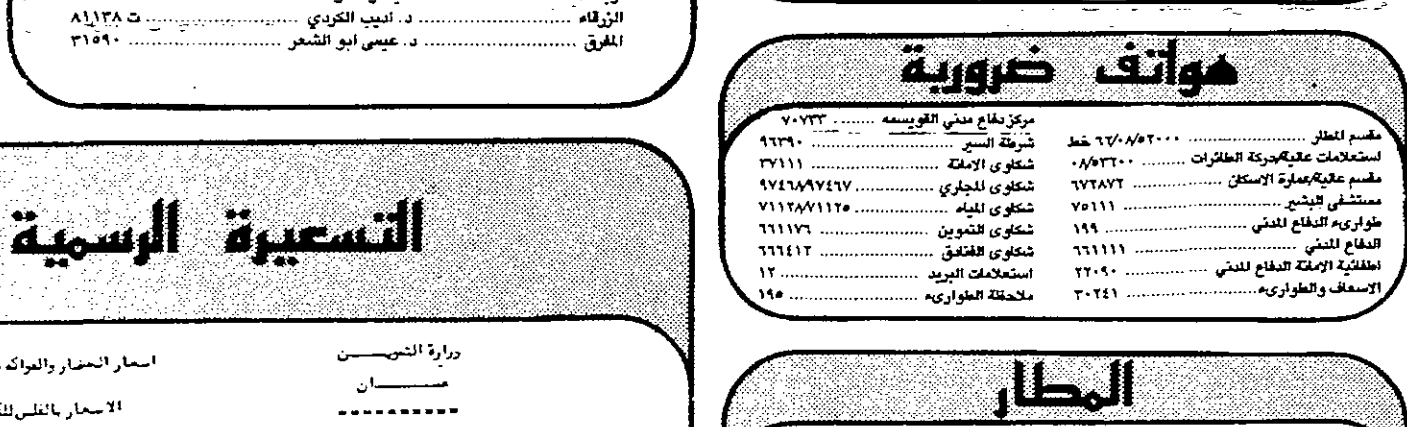 هواتف ضرورية
مقسم المطار ........ ٦٦/٠٨/٥٢٠٠٠ خط
استعلامات عالية/حركة الطائرات ........ ٠٨/٥٣٢٠٠
مقسم عالية/عمارة الاسكان ........ ٦٧٢٨٧٢
مستشفى البشير ........ ٧٥١١١
طوارىء الدفاع المدني ........ ١٩٩
الدفاع المدني ........ ٦٦١١١١
اطفائية الامانة الدفاع المدني ........ ٢٢٠٩٠
الاسعاف والطوارىء ........ ٣٠٢٤١
مركز دفاع مدني القويسمه ........ ٧٠٧٣٣
شرطة السير ........ ٩٦٣٩٠
شكاوى الامانة ........ ٣٧١١١
شكاوى المجاري ........ ٩٧٤٦٨/٩٧٤٦٧
شكاوى المياه ........ ٧١١٢٨/٧١١٢٥
شكاوى التموين ........ ٦٦١١٧٦
شكاوى الفنادق ........ ٦٦٦٤١٢
استعلامات البريد ........ ١٢
ملاحظة الطوارىء ........ ١٩٥
المطار
الزرقاء ........ د. اديب الكردي ........ ت ٨١١٣٨
المفرق ........ د. عيسى ابو الشعر ........ ٣١٥٩٠
التسعيرة الرسمية
وزارة التموين
عمــان
اسعار الخضار والفواكه
الاسعار بالفلس